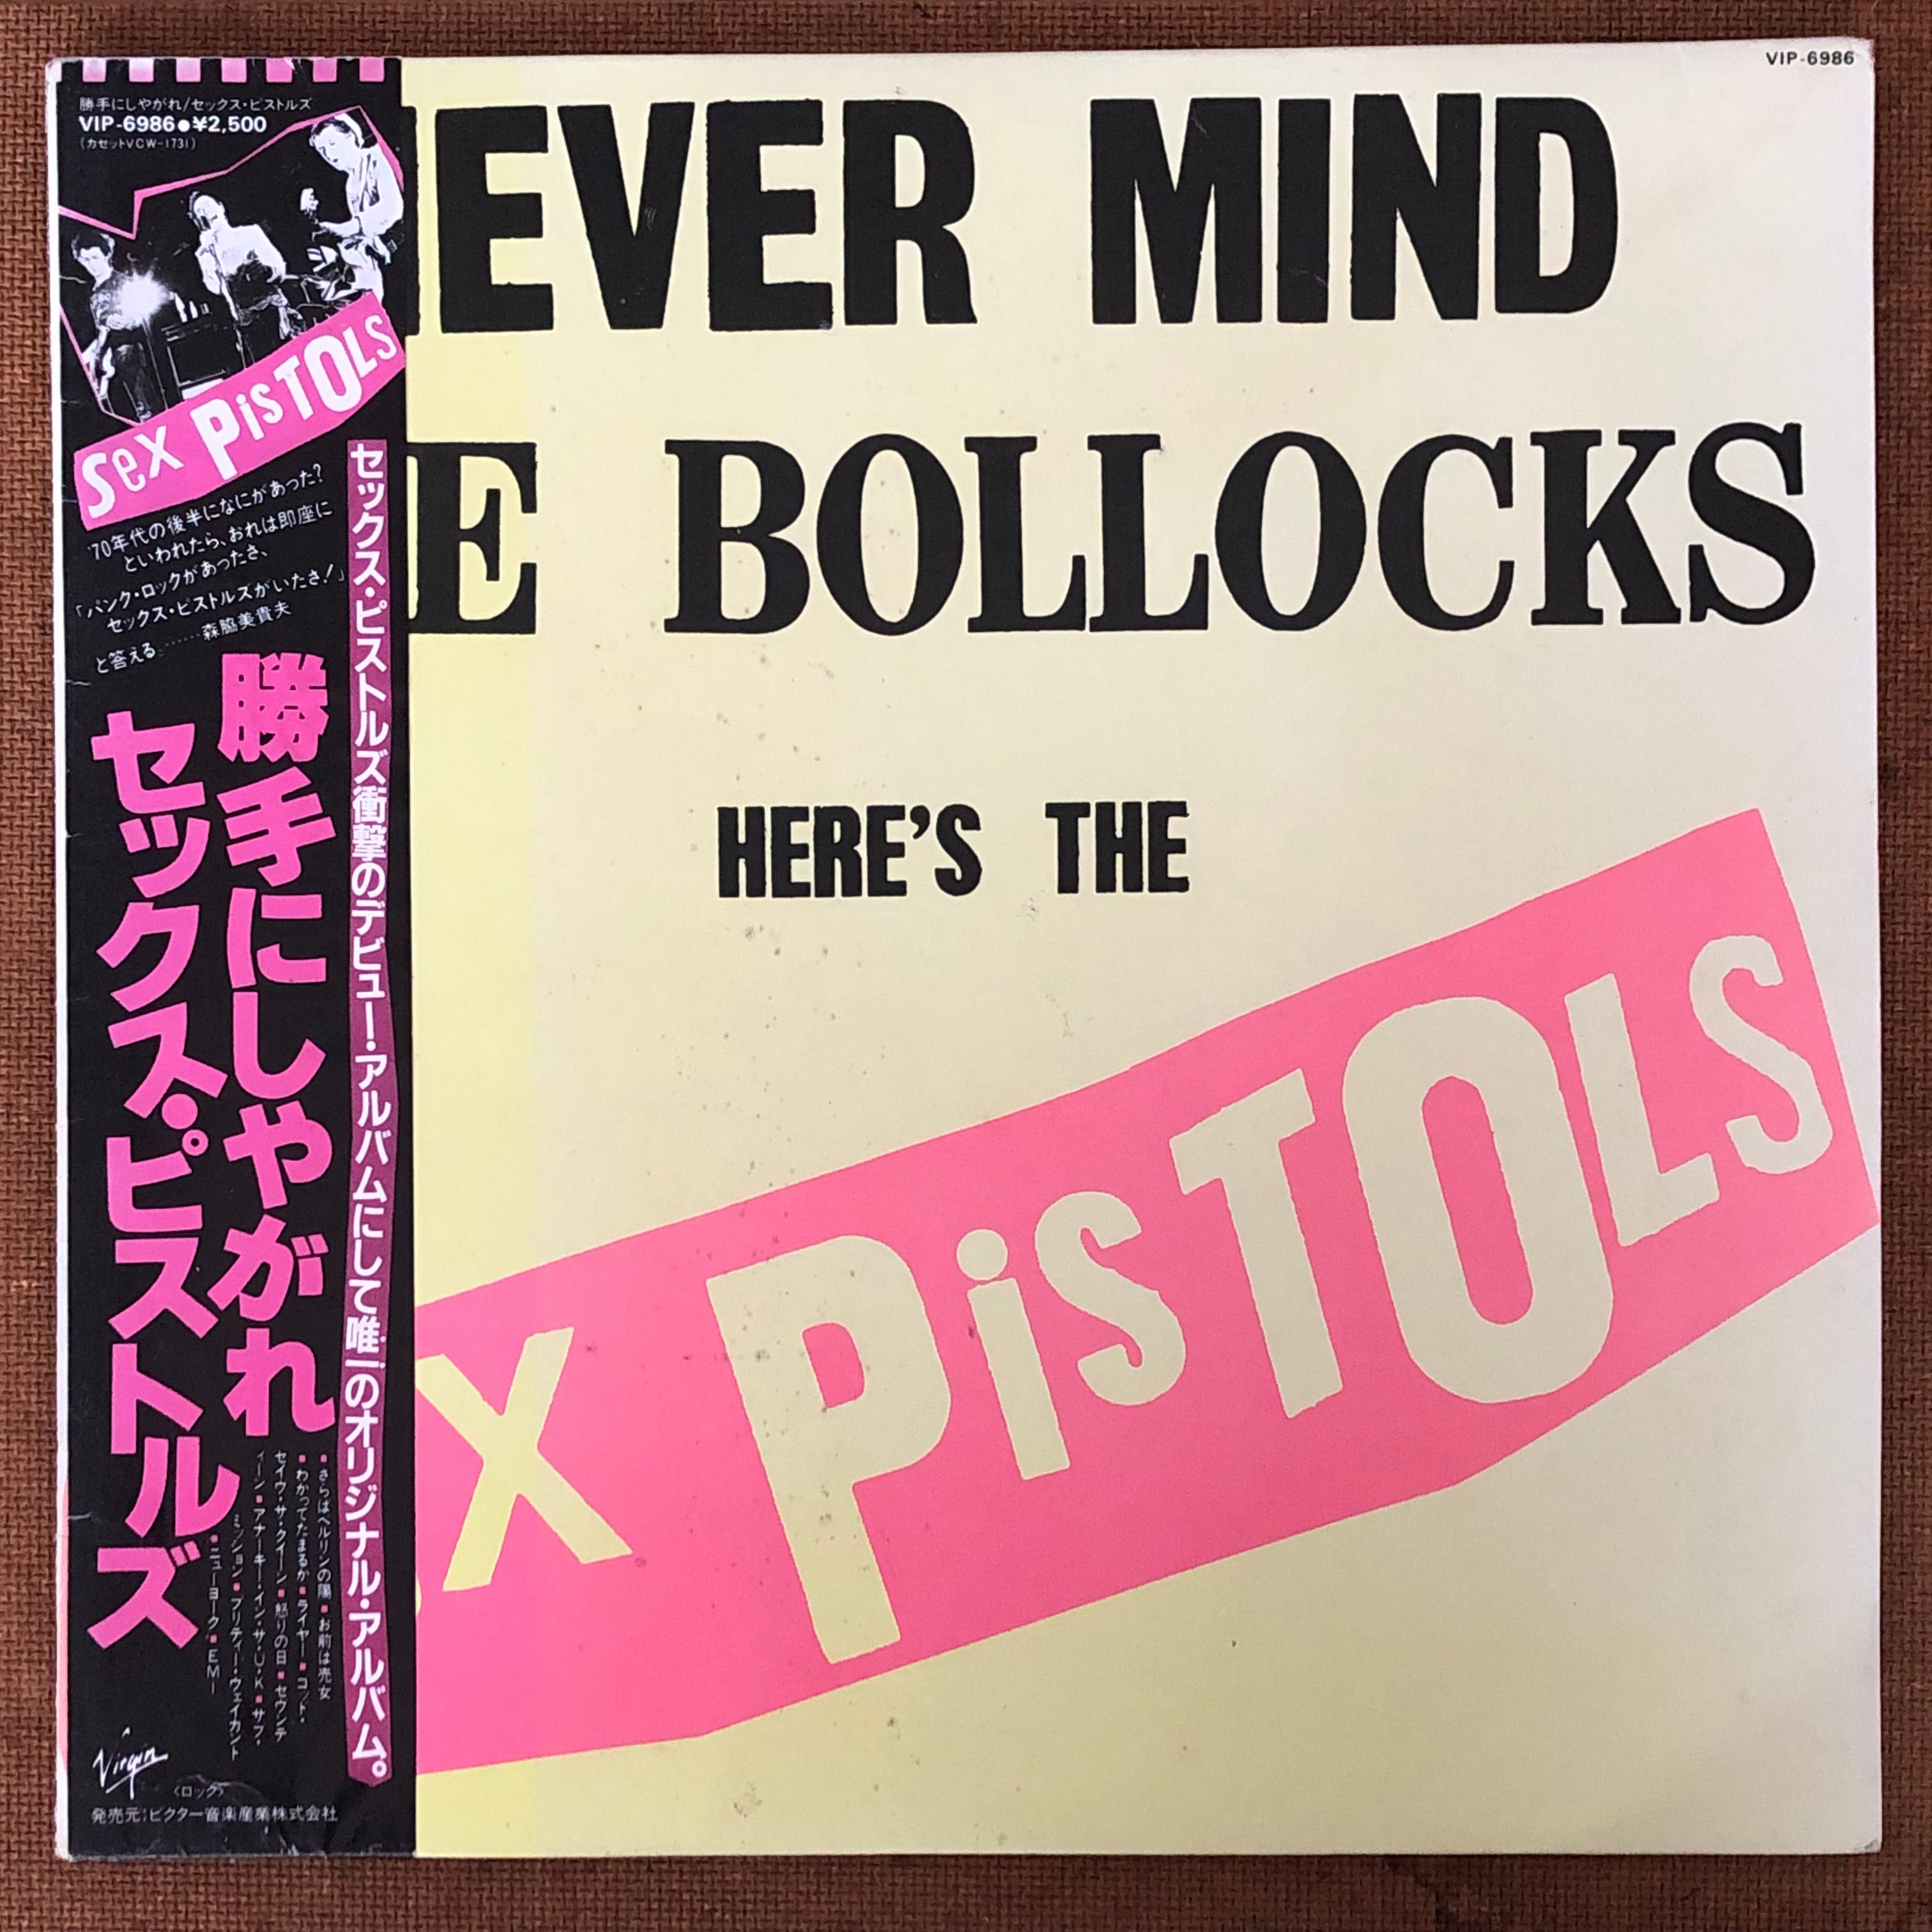 VIP-6986
勝手にしやがれ/セックス・ピストルズ
VIP-6986●¥2,500
(カセットVCW-1731)
SEX PiSTOLS
'70年代の後半になにがあった?
といわれたら、おれは即座に
「パンク・ロックがあったさ、
セックス・ピストルズがいたさ!」
と答える………森脇美貴夫
セックス・ピストルズ衝撃のデビュー・アルバムにして唯一のオリジナル・アルバム。
勝手にしやがれ
セックス・ピストルズ
■さらばベルリンの陽■お前は売女
■わかってたまるか■ライヤー■ゴッド・
セイヴ・ザ・クイーン■怒りの日■セヴンテ
ィーン■アナーキー・イン・ザ・U.K■サブ・
ミッション■プリティー・ヴェイカント
■ニューヨーク■EMI
Virgin
〈ロック〉
発売元:ビクター音楽産業株式会社
EVER MIND
E BOLLOCKS
HERE'S THE
X PiSTOLS